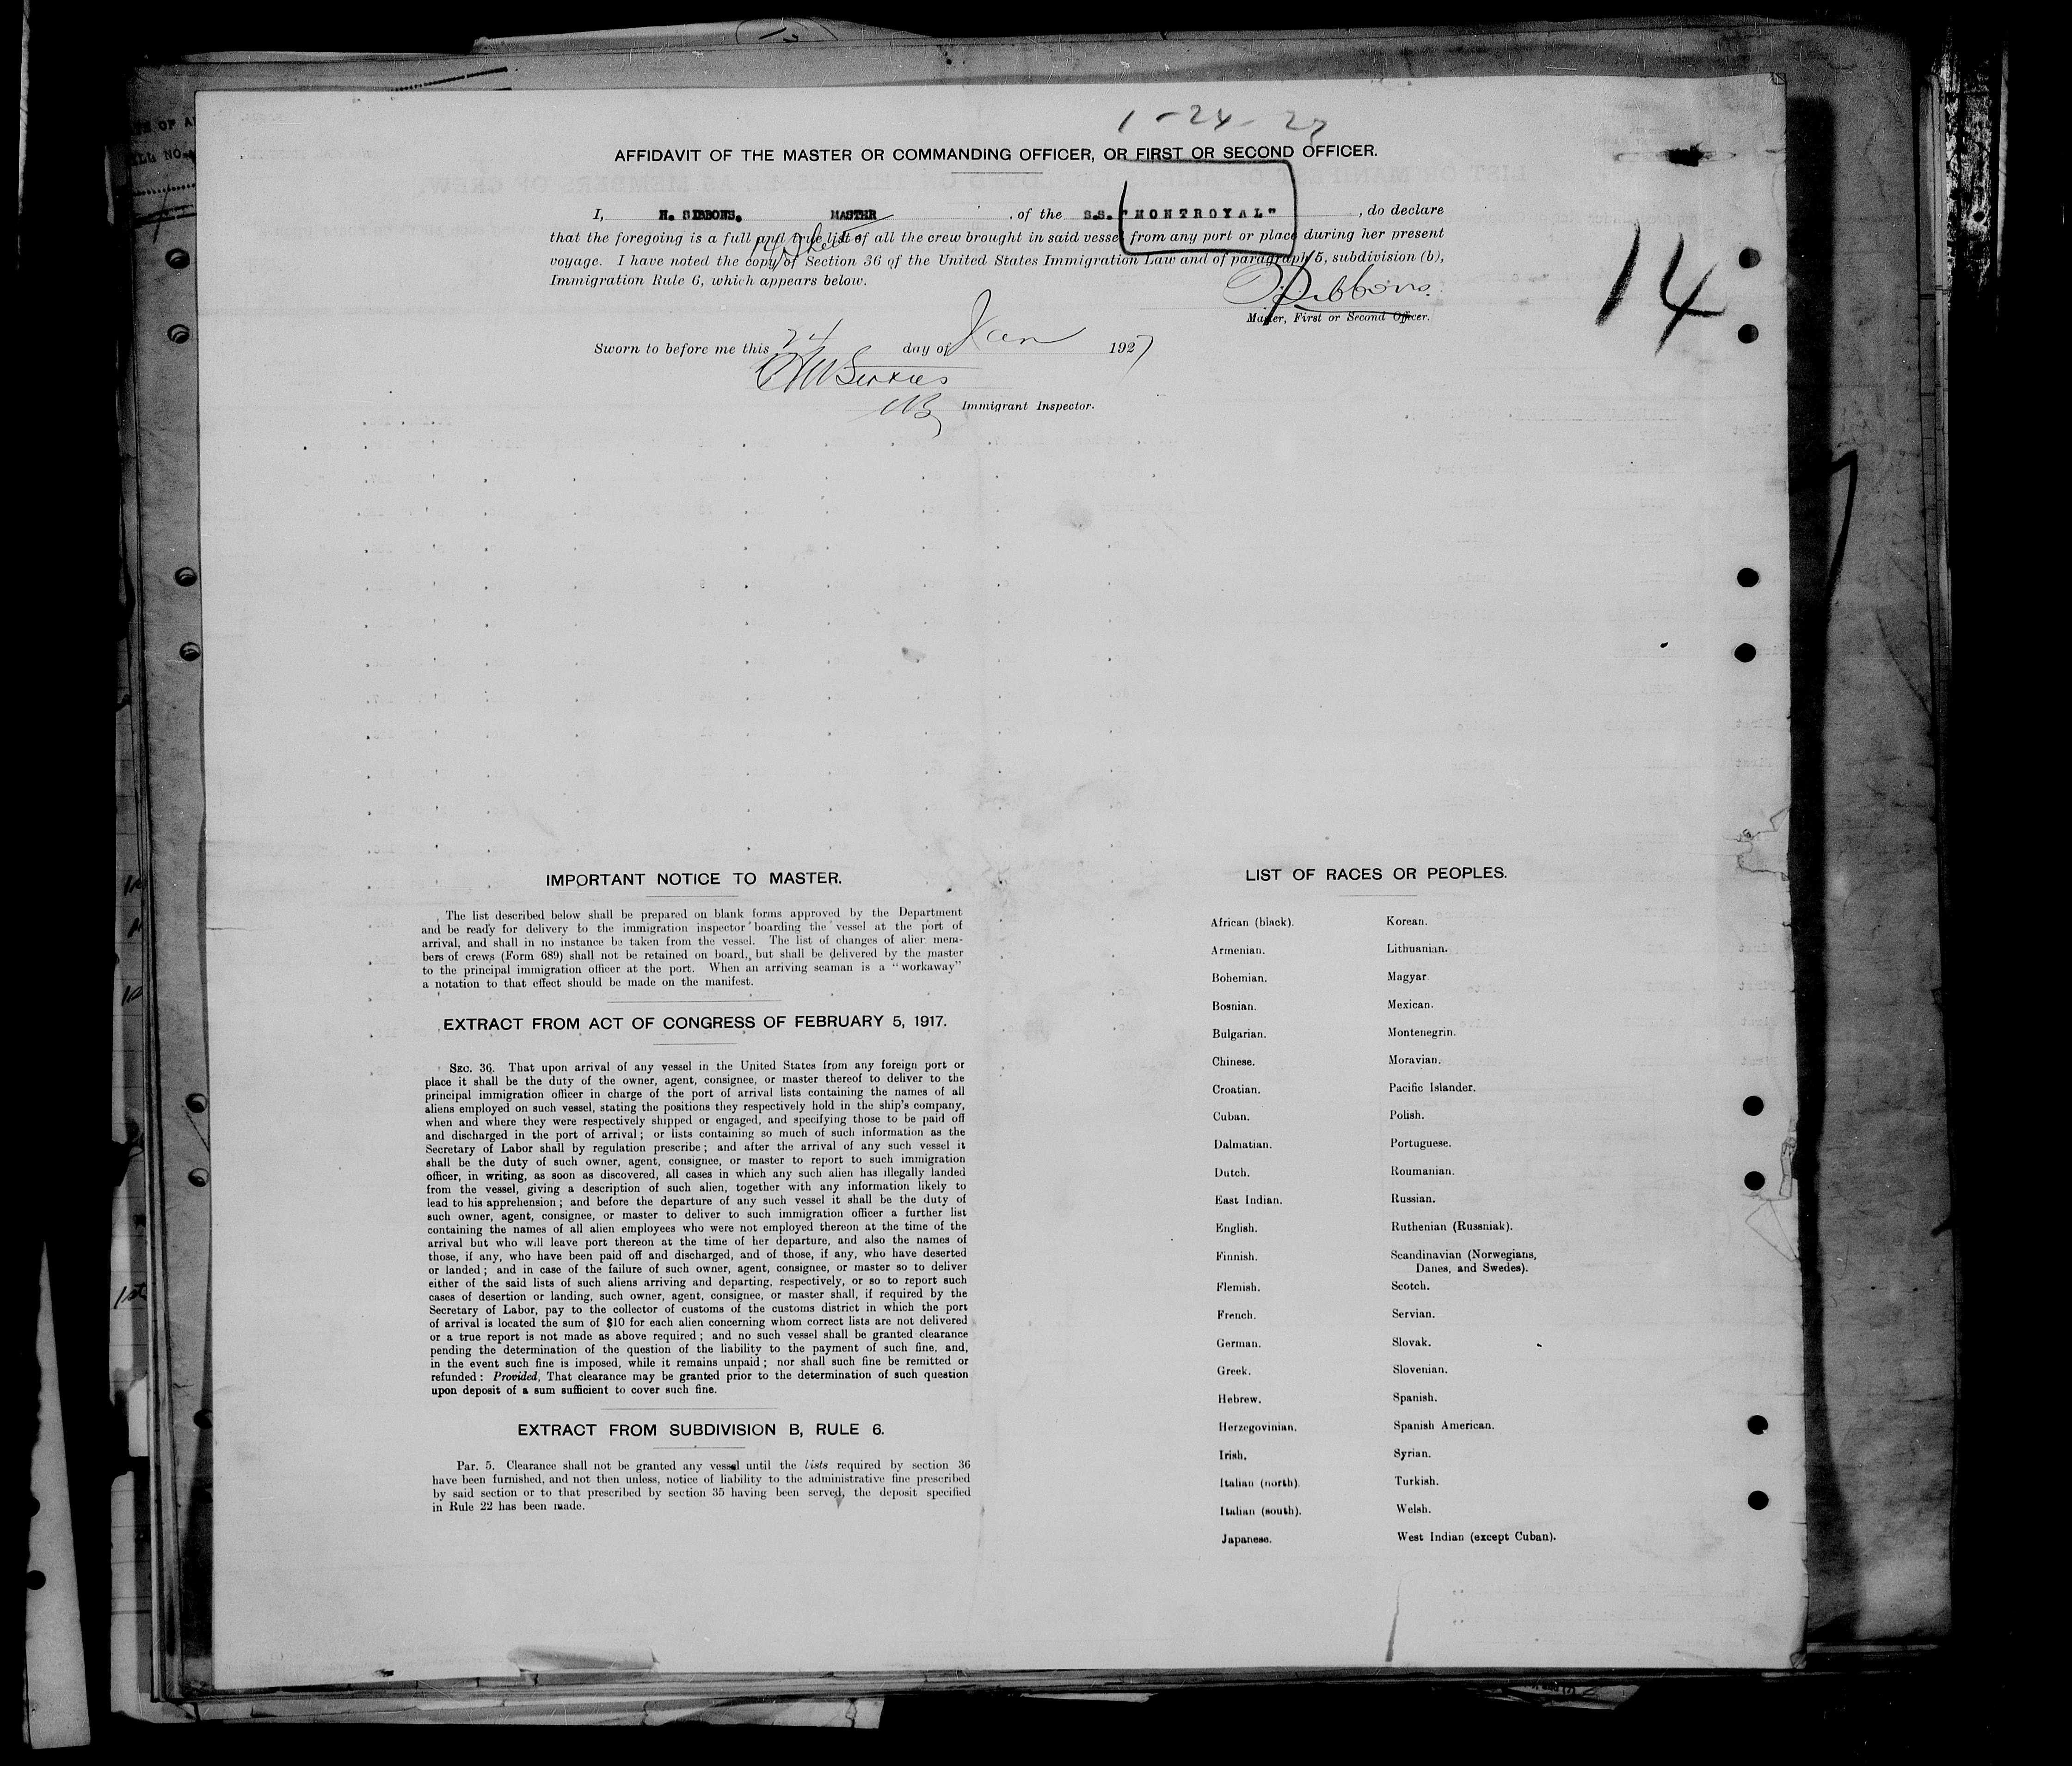 1-24-27
AFFIDAVIT OF THE MASTER OR COMMANDING OFFICER, OR FIRST OR SECOND OFFICER.
I, H. GIBBONS. MASTER, of the S.S. "MONTROYAL", do declare
that the foregoing is a full and true list of all the crew brought in said vessel from any port or place during her present
voyage. I have noted the copy of Section 36 of the United States Immigration Law and of paragraph 5, subdivision (b),
Immigration Rule 6, which appears below.
Gibbons.
Master, First or Second Officer.
14
Sworn to before me this 24 day of Jan 1927
Immigrant Inspector.
IMPORTANT NOTICE TO MASTER.
The list described below shall be prepared on blank forms approved by the Department
and be ready for delivery to the immigration inspector boarding the vessel at the port of
arrival, and shall in no instance be taken from the vessel. The list of changes of alien mem-
bers of crews (Form 689) shall not be retained on board, but shall be delivered by the master
to the principal immigration officer at the port. When an arriving seaman is a "workaway"
a notation to that effect should be made on the manifest.
EXTRACT FROM ACT OF CONGRESS OF FEBRUARY 5, 1917.
SEC. 36. That upon arrival of any vessel in the United States from any foreign port or
place it shall be the duty of the owner, agent, consignee, or master thereof to deliver to the
principal immigration officer in charge of the port of arrival lists containing the names of all
aliens employed on such vessel, stating the positions they respectively hold in the ship's company,
when and where they were respectively shipped or engaged, and specifying those to be paid off
and discharged in the port of arrival; or lists containing so much of such information as the
Secretary of Labor shall by regulation prescribe; and after the arrival of any such vessel it
shall be the duty of such owner, agent, consignee, or master to report to such immigration
officer, in writing, as soon as discovered, all cases in which any such alien has illegally landed
from the vessel, giving a description of such alien, together with any information likely to
lead to his apprehension; and before the departure of any such vessel it shall be the duty of
such owner, agent, consignee, or master to deliver to such immigration officer a further list
containing the names of all alien employees who were not employed thereon at the time of the
arrival but who will leave port thereon at the time of her departure, and also the names of
those, if any, who have been paid off and discharged, and of those, if any, who have deserted
or landed; and in case of the failure of such owner, agent, consignee, or master so to deliver
either of the said lists of such aliens arriving and departing, respectively, or so to report such
cases of desertion or landing, such owner, agent, consignee, or master shall, if required by the
Secretary of Labor, pay to the collector of customs of the customs district in which the port
of arrival is located the sum of $10 for each alien concerning whom correct lists are not delivered
or a true report is not made as above required; and no such vessel shall be granted clearance
pending the determination of the question of the liability to the payment of such fine, and,
in the event such fine is imposed, while it remains unpaid; nor shall such fine be remitted or
refunded: Provided, That clearance may be granted prior to the determination of such question
upon deposit of a sum sufficient to cover such fine.
EXTRACT FROM SUBDIVISION B, RULE 6.
Par. 5. Clearance shall not be granted any vessel until the lists required by section 36
have been furnished, and not then unless, notice of liability to the administrative fine prescribed
by said section or to that prescribed by section 35 having been served, the deposit specified
in Rule 22 has been made.
LIST OF RACES OR PEOPLES.
African (black). Korean.
Armenian. Lithuanian.
Bohemian. Magyar
Bosnian. Mexican.
Bulgarian. Montenegrin.
Chinese. Moravian.
Croatian. Pacific Islander.
Cuban. Polish.
Dalmatian. Portuguese.
Dutch. Roumanian.
East Indian. Russian.
English. Ruthenian (Russniak).
Finnish. Scandinavian (Norwegians,
Danes, and Swedes).
Flemish. Scotch.
French. Servian.
German. Slovak.
Greek. Slovenian.
Hebrew. Spanish.
Herzegovinian. Spanish American.
Irish. Syrian.
Italian (north). Turkish.
Italian (south). Welsh.
Japanese. West Indian (except Cuban).